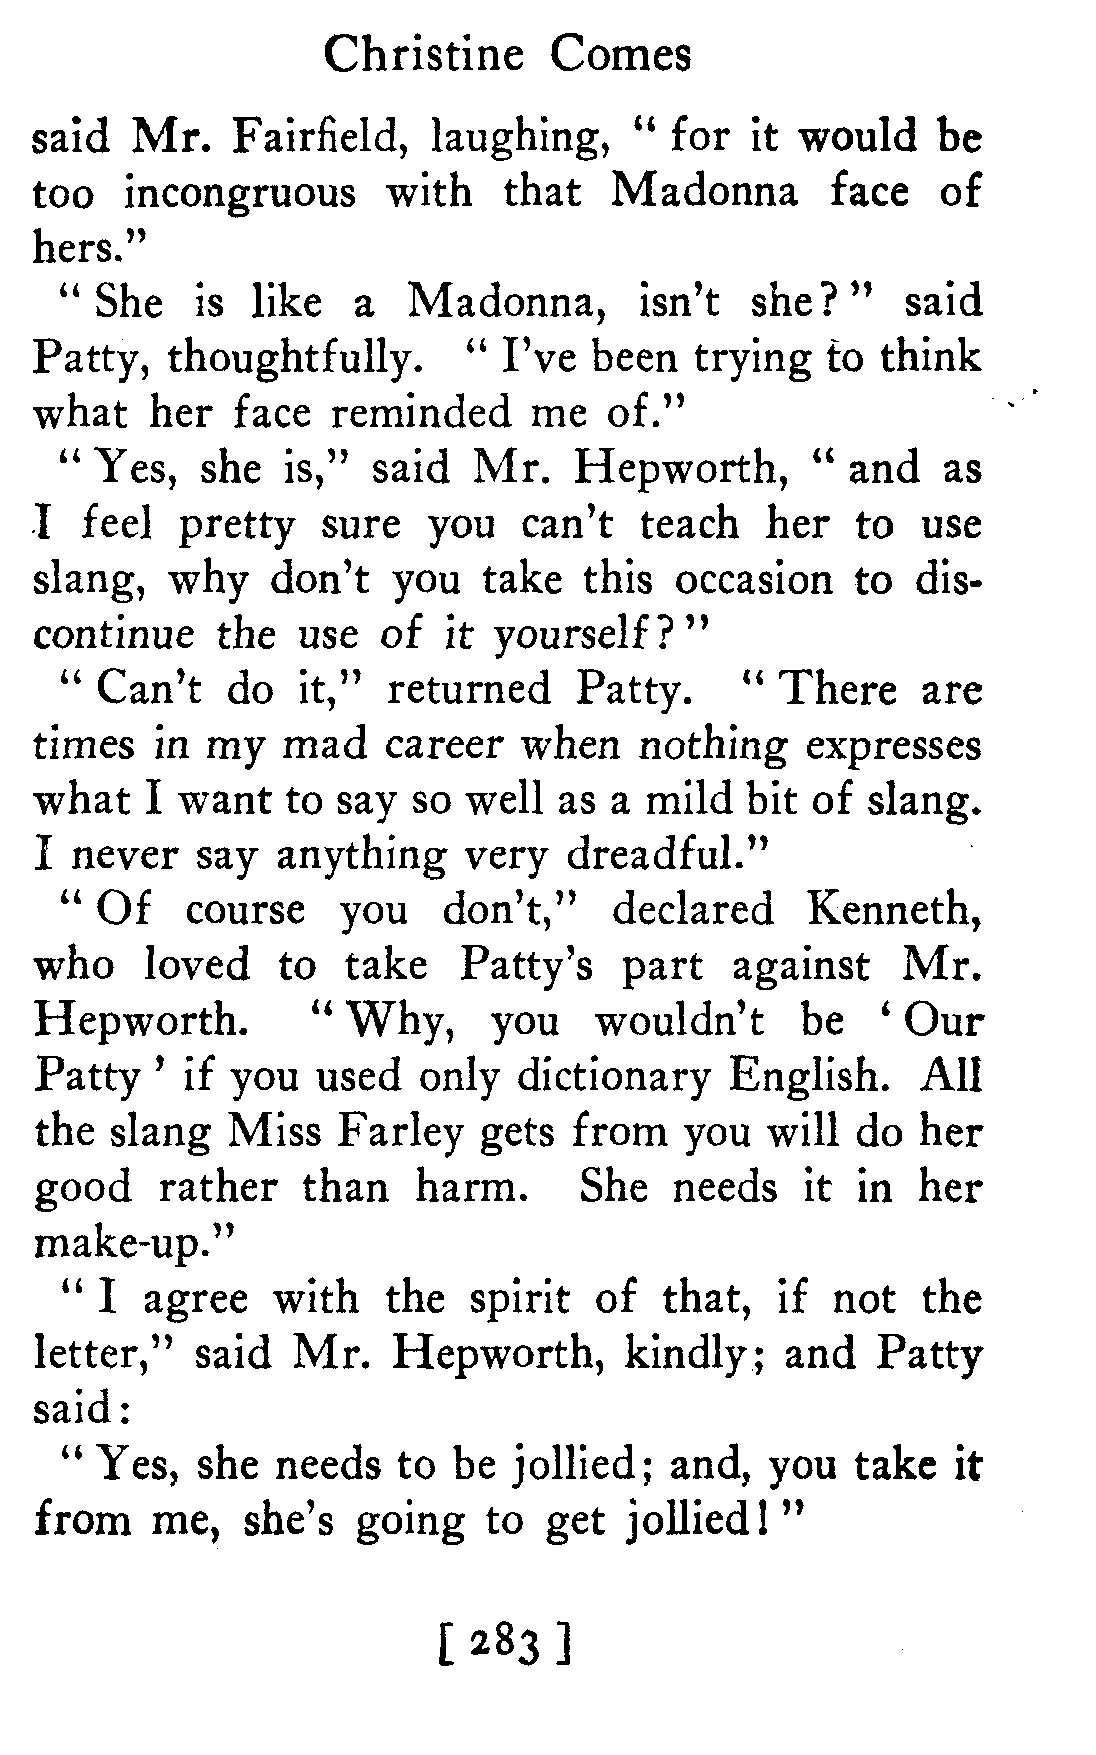 Christine Comes
said Mr. Fairfield, laughing, “ for it would be
too incongruous with that Madonna face of
hers.”
“ She is like a Madonna, isn’t she? ” said
Patty, thoughtfully. “ I’ve been trying to think
what her face reminded me of.”
“ Yes, she is,” said Mr. Hepworth, “ and as
I feel pretty sure you can’t teach her to use
slang, why don’t you take this occasion to dis-
continue the use of it yourself? ”
“ Can’t do it,” returned Patty. “ There are
times in my mad career when nothing expresses
what I want to say so well as a mild bit of slang.
I never say anything very dreadful.”
“ Of course you don’t,” declared Kenneth,
who loved to take Patty’s part against Mr.
Hepworth. “ Why, you wouldn’t be ‘ Our
Patty ’ if you used only dictionary English. All
the slang Miss Farley gets from you will do her
good rather than harm. She needs it in her
make-up.”
“ I agree with the spirit of that, if not the
letter,” said Mr. Hepworth, kindly; and Patty
said:
“ Yes, she needs to be jollied; and, you take it
from me, she’s going to get jollied! ”
[ 283 ]